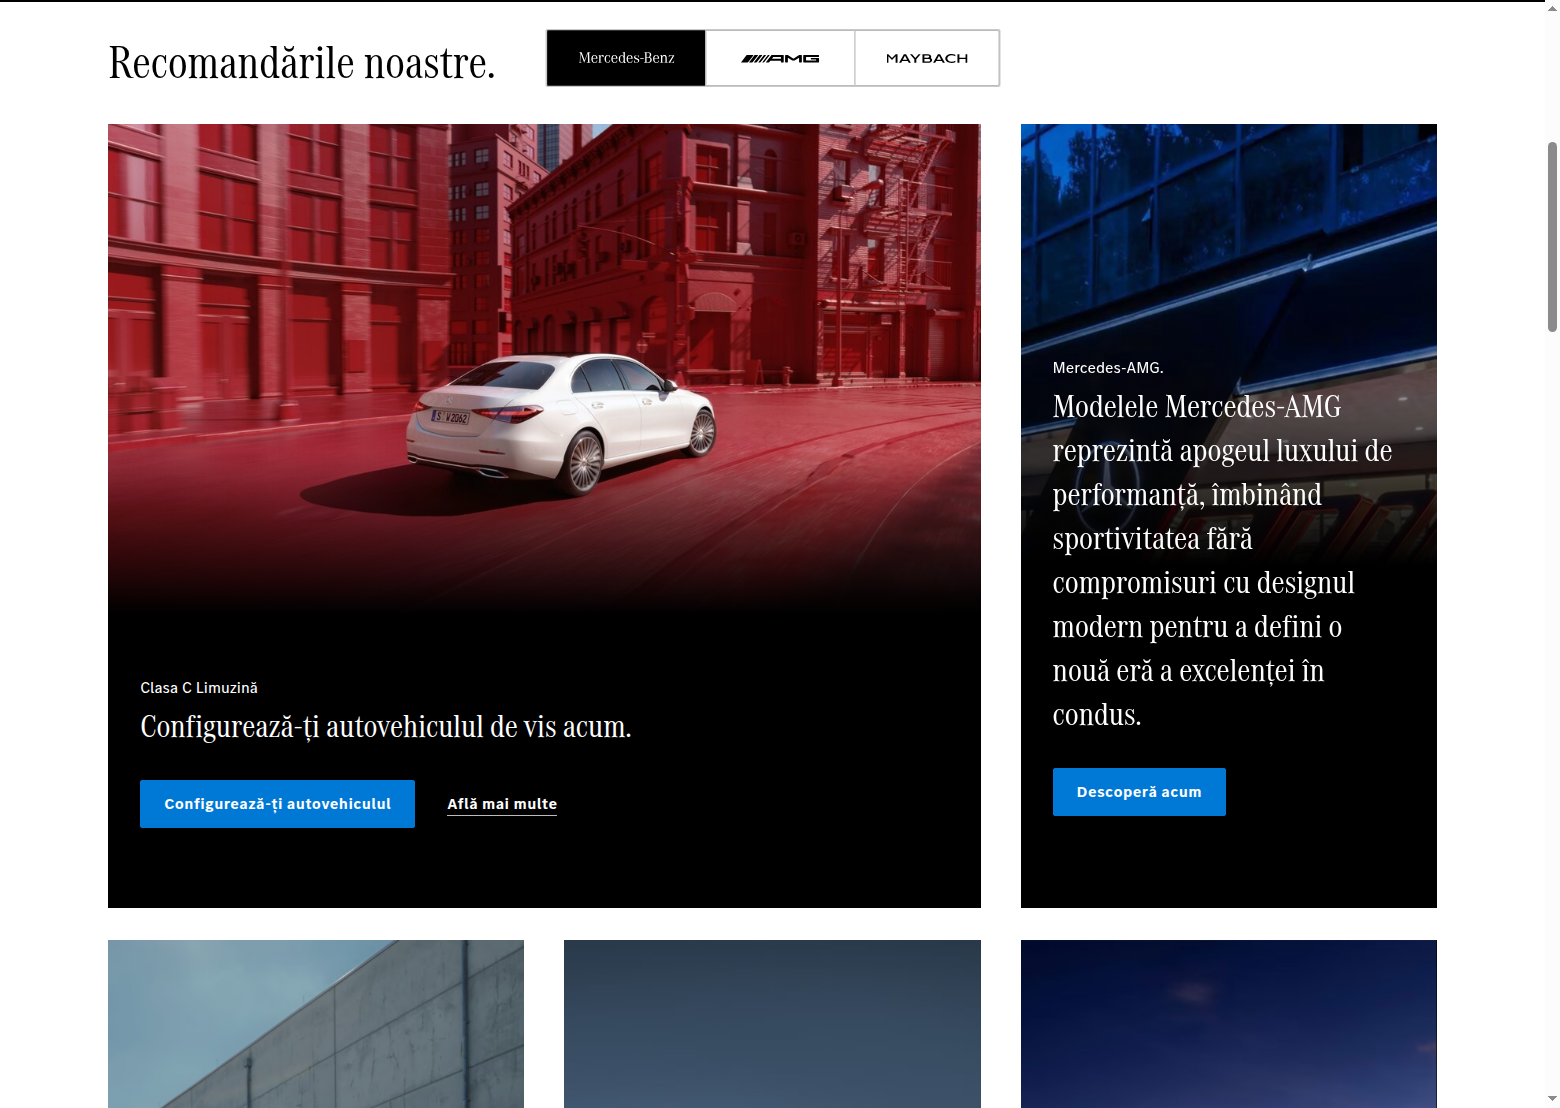 Recomandările noastre.
Mercedes-Benz
AMG
MAYBACH
Clasa C Limuzină
Configurează-ți autovehiculul de vis acum.
Configurează-ți autovehiculul
Află mai multe
Mercedes-AMG.
Modelele Mercedes-AMG
reprezintă apogeul luxului de
performanță, îmbinând
sportivitatea fără
compromisuri cu designul
modern pentru a defini o
nouă eră a excelenței în
condus.
Descoperă acum